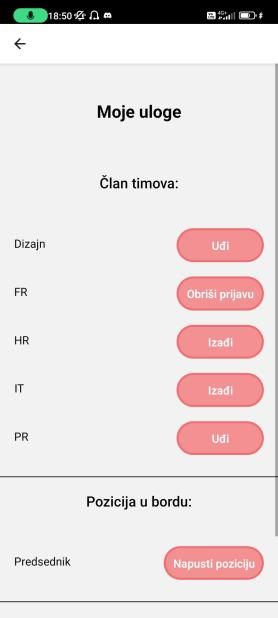 18:50
Moje uloge
Član timova:
Dizajn
Uđi
FR
Obriši prijavu
HR
Izađi
IT
Izađi
PR
Uđi
Pozicija u bordu:
Predsednik
Napusti poziciju